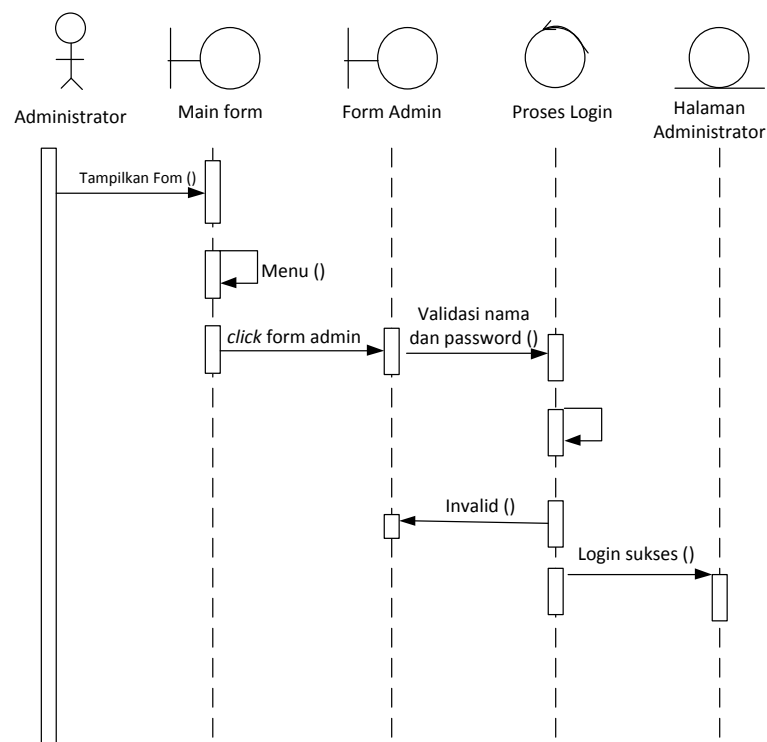 Administrator
Main form
Form Admin
Proses Login
Halaman
Administrator
Tampilkan Fom ()
Menu ()
click form admin
Validasi nama
dan password ()
Invalid ()
Login sukses ()